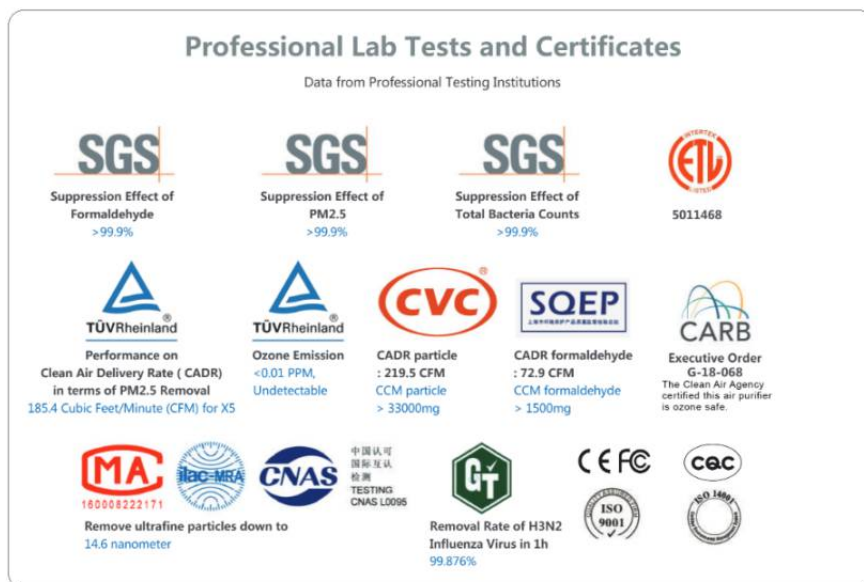 Professional Lab Tests and Certificates
Data from Professional Testing Institutions
SGS
Suppression Effect of
Formaldehyde
>99.9%
SGS
Suppression Effect of
PM2.5
>99.9%
SGS
Suppression Effect of
Total Bacteria Counts
>99.9%
INTERTEK
ETL
LISTED
5011468
TÜVRheinland®
Performance on
Clean Air Delivery Rate ( CADR)
in terms of PM2.5 Removal
185.4 Cubic Feet/Minute (CFM) for X5
TÜVRheinland®
Ozone Emission
<0.01 PPM,
Undetectable
CVC®
CADR particle
: 219.5 CFM
CCM particle
> 33000mg
SQEP
CADR formaldehyde
: 72.9 CFM
CCM formaldehyde
> 1500mg
CARB
Executive Order
G-18-068
The Clean Air Agency
certified this air purifier
is ozone safe.
MA
160008222171
ilac-MRA
CNAS
中国认可
国际互认
检测
TESTING
CNAS L0095
Remove ultrafine particles down to
14.6 nanometer
GT
Removal Rate of H3N2
Influenza Virus in 1h
99.876%
CE FC
CQC
ISO
9001
ISO 14001